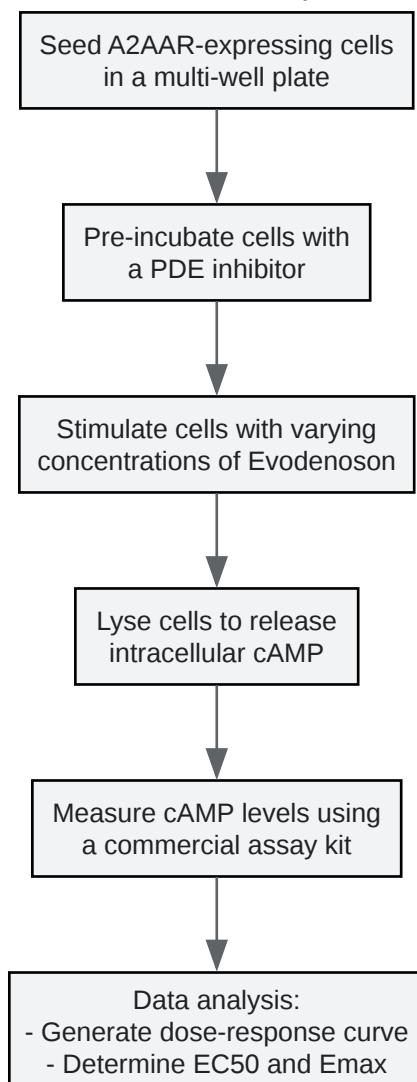 Seed A2AAR-expressing cells
in a multi-well plate
Pre-incubate cells with
a PDE inhibitor
Stimulate cells with varying
concentrations of Evodenoson
Lyse cells to release
intracellular cAMP
Measure cAMP levels using
a commercial assay kit
Data analysis:
- Generate dose-response curve
- Determine EC50 and Emax